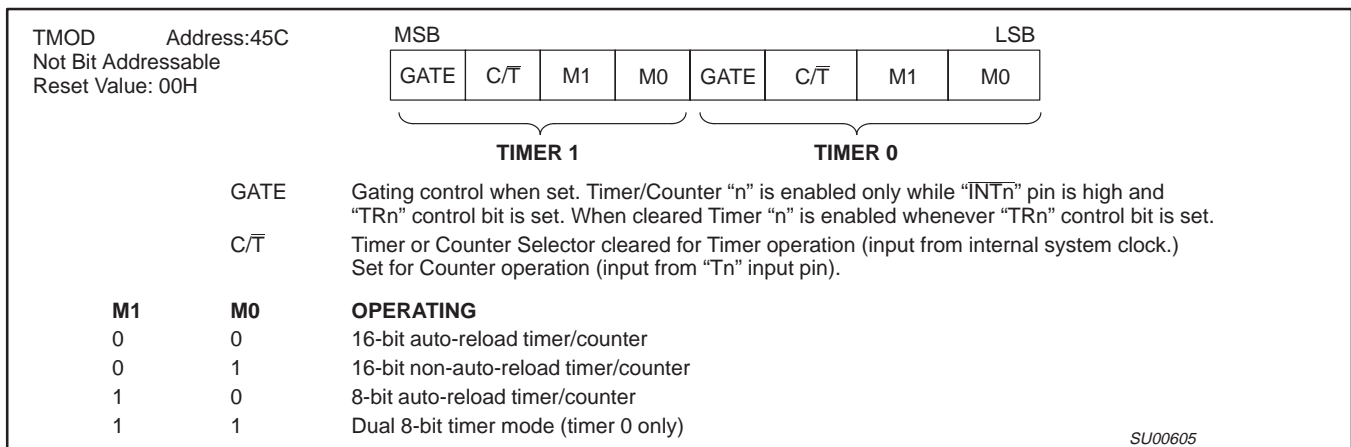 TMOD Address:45C
Not Bit Addressable
Reset Value: 00H
MSB LSB
GATE C/T̅ M1 M0 GATE C/T̅ M1 M0
TIMER 1 TIMER 0
GATE Gating control when set. Timer/Counter “n” is enabled only while “I̅N̅T̅n̅” pin is high and
“TRn” control bit is set. When cleared Timer “n” is enabled whenever “TRn” control bit is set.
C/T̅ Timer or Counter Selector cleared for Timer operation (input from internal system clock.)
Set for Counter operation (input from “Tn” input pin).
M1 M0 OPERATING
0 0 16-bit auto-reload timer/counter
0 1 16-bit non-auto-reload timer/counter
1 0 8-bit auto-reload timer/counter
1 1 Dual 8-bit timer mode (timer 0 only)
SU00605